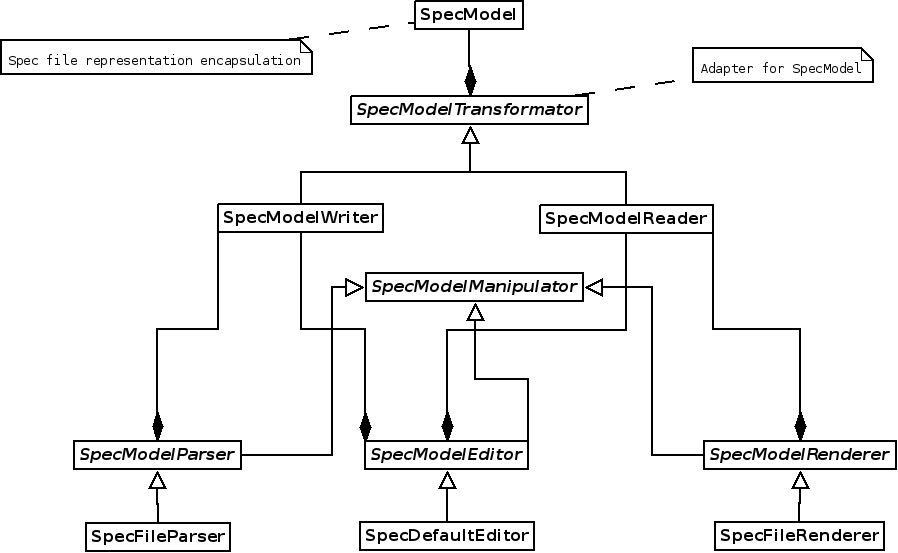 SpecModel
Spec file representation encapsulation
Adapter for SpecModel
SpecModelTransformator
SpecModelWriter
SpecModelReader
SpecModelManipulator
SpecModelParser
SpecModelEditor
SpecModelRenderer
SpecFileParser
SpecDefaultEditor
SpecFileRenderer